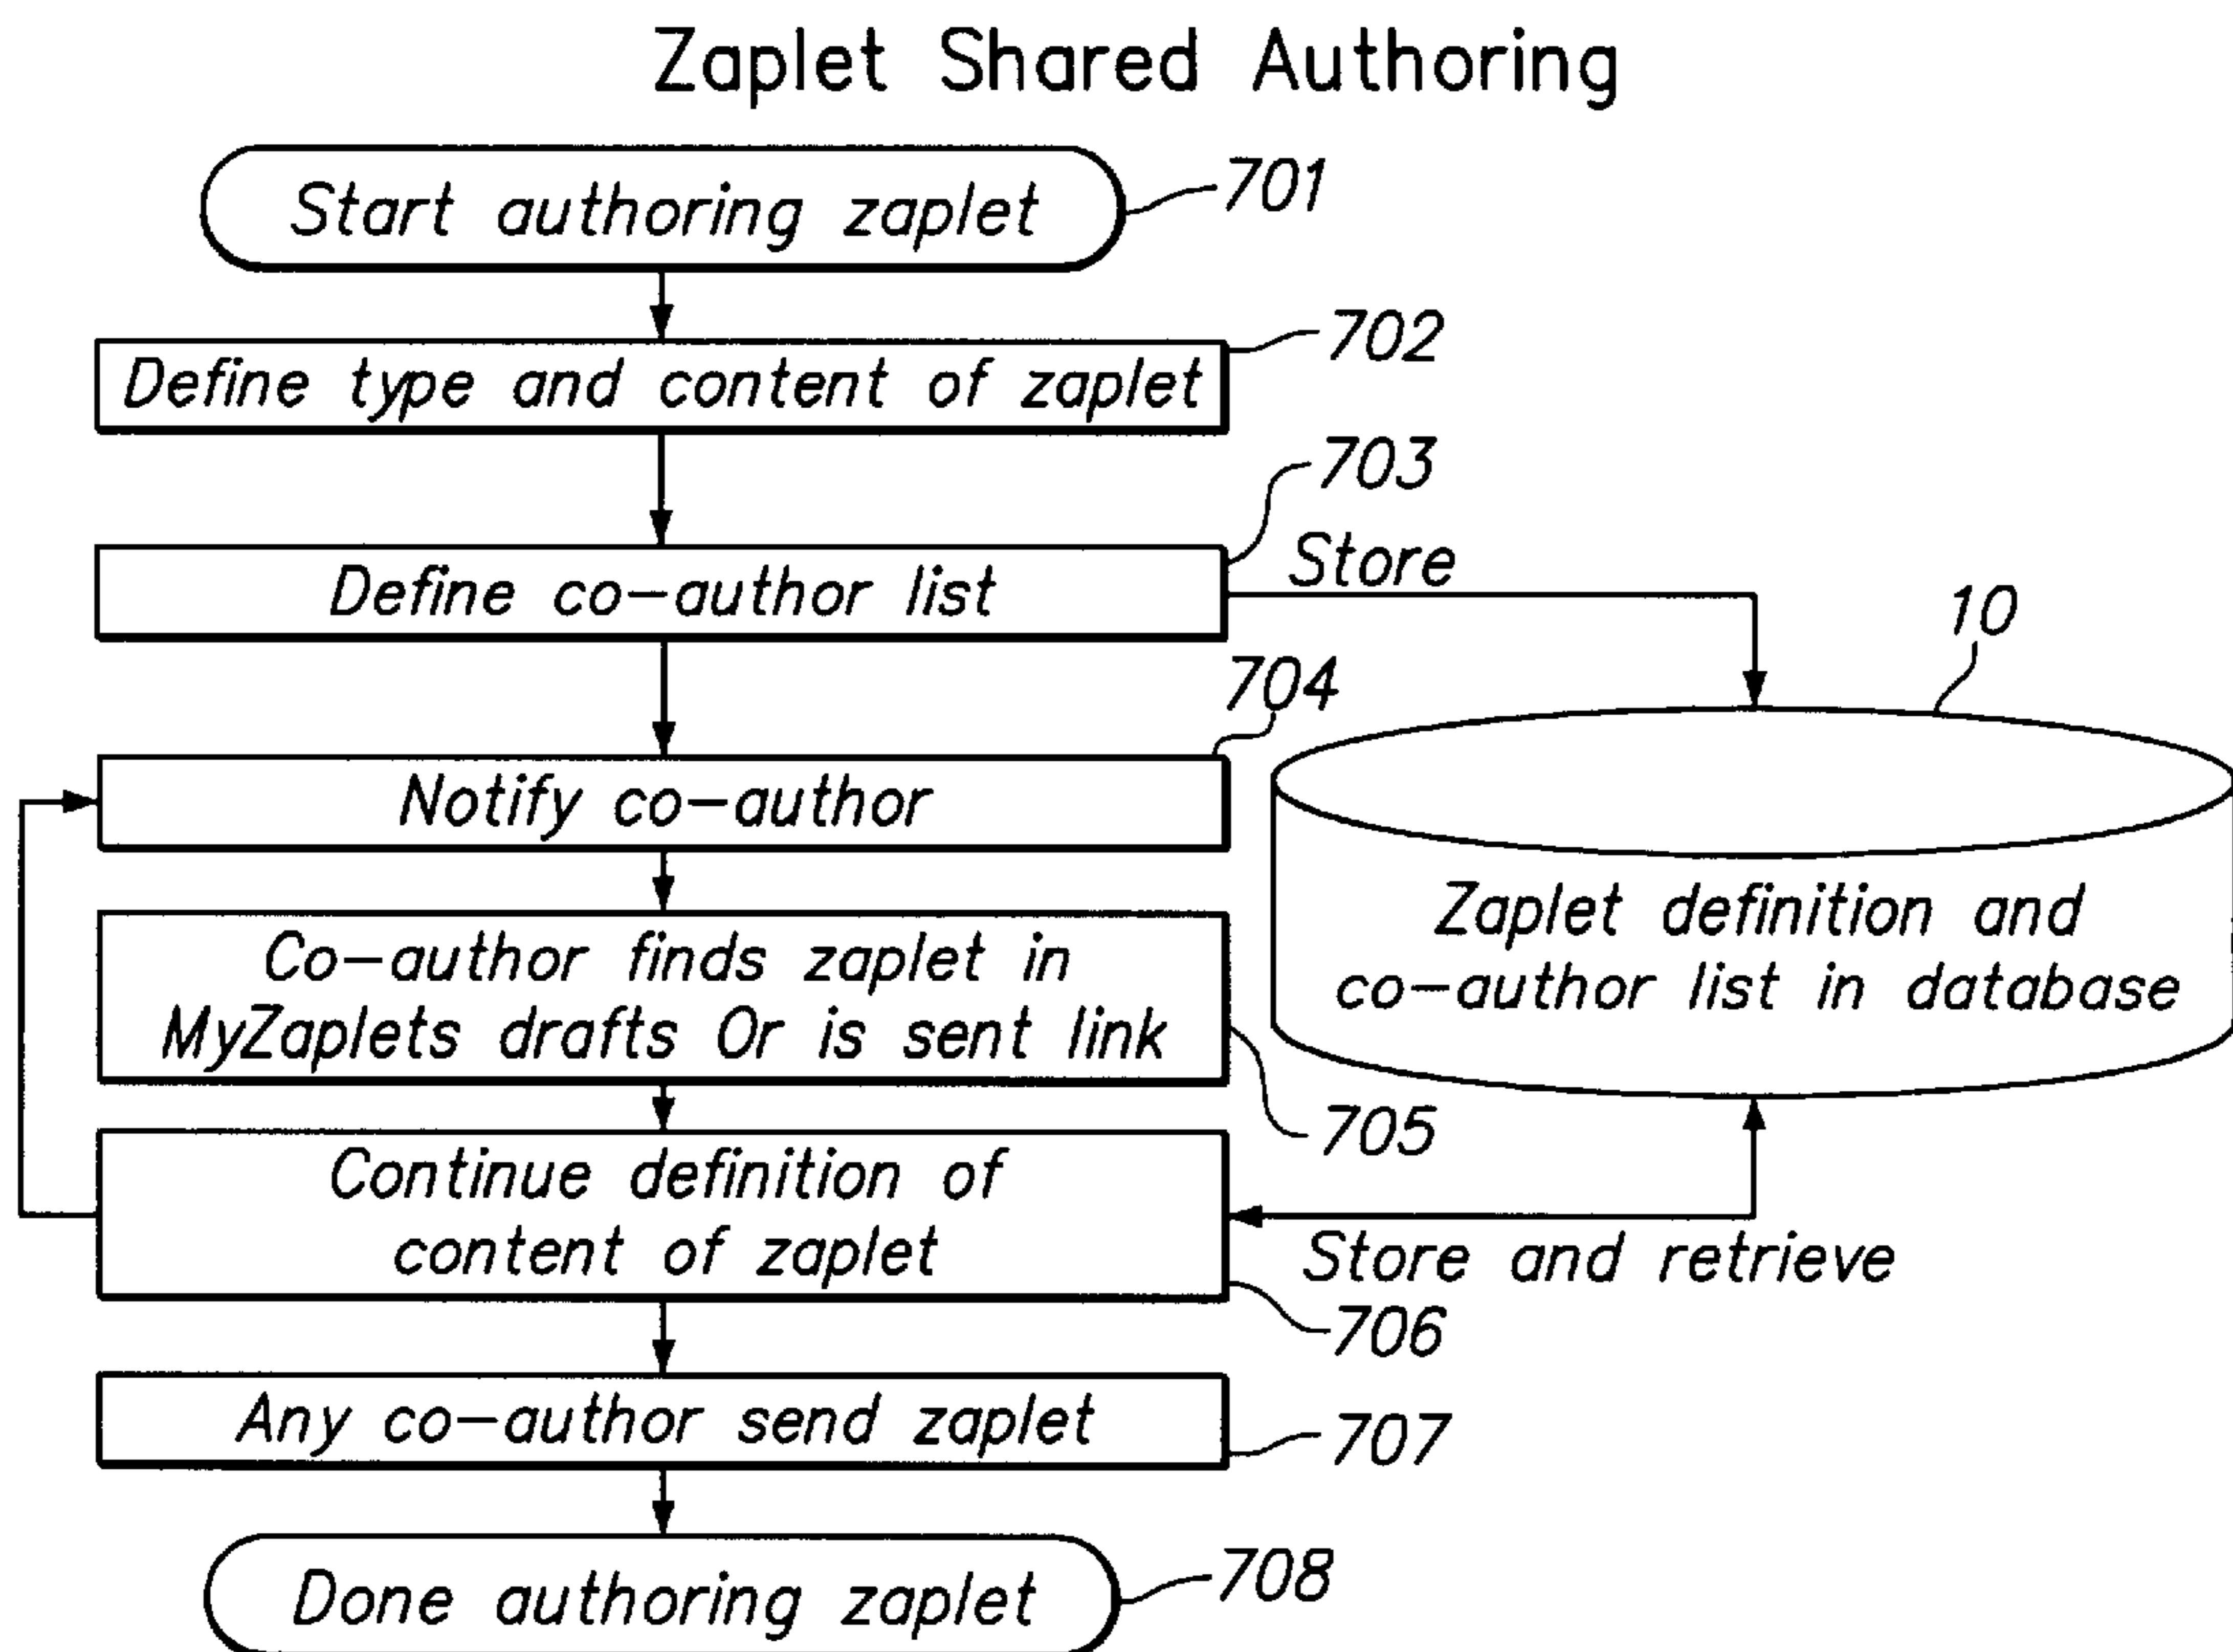 Zaplet Shared Authoring
Start authoring zaplet
701
Define type and content of zaplet
702
703
Define co-author list
Store
10
704
Notify co-author
Zaplet definition and
co-author list in database
Co-author finds zaplet in
MyZaplets drafts Or is sent link
705
Continue definition of
content of zaplet
Store and retrieve
706
Any co-author send zaplet
707
Done authoring zaplet
708